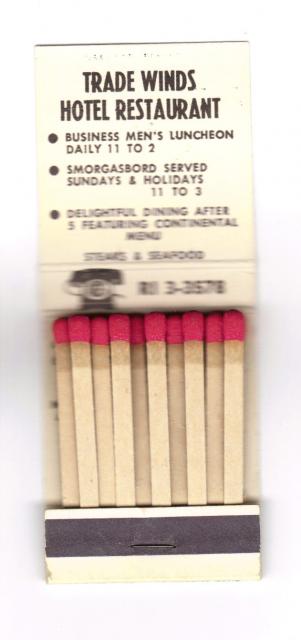 TRADE WINDS
HOTEL RESTAURANT
● BUSINESS MEN'S LUNCHEON
DAILY 11 TO 2
● SMORGASBORD SERVED
SUNDAYS & HOLIDAYS
11 TO 3
● DELIGHTFUL DINING AFTER
5 FEATURING CONTINENTAL
MENU
STEAKS & SEAFOOD
RI 3-3578